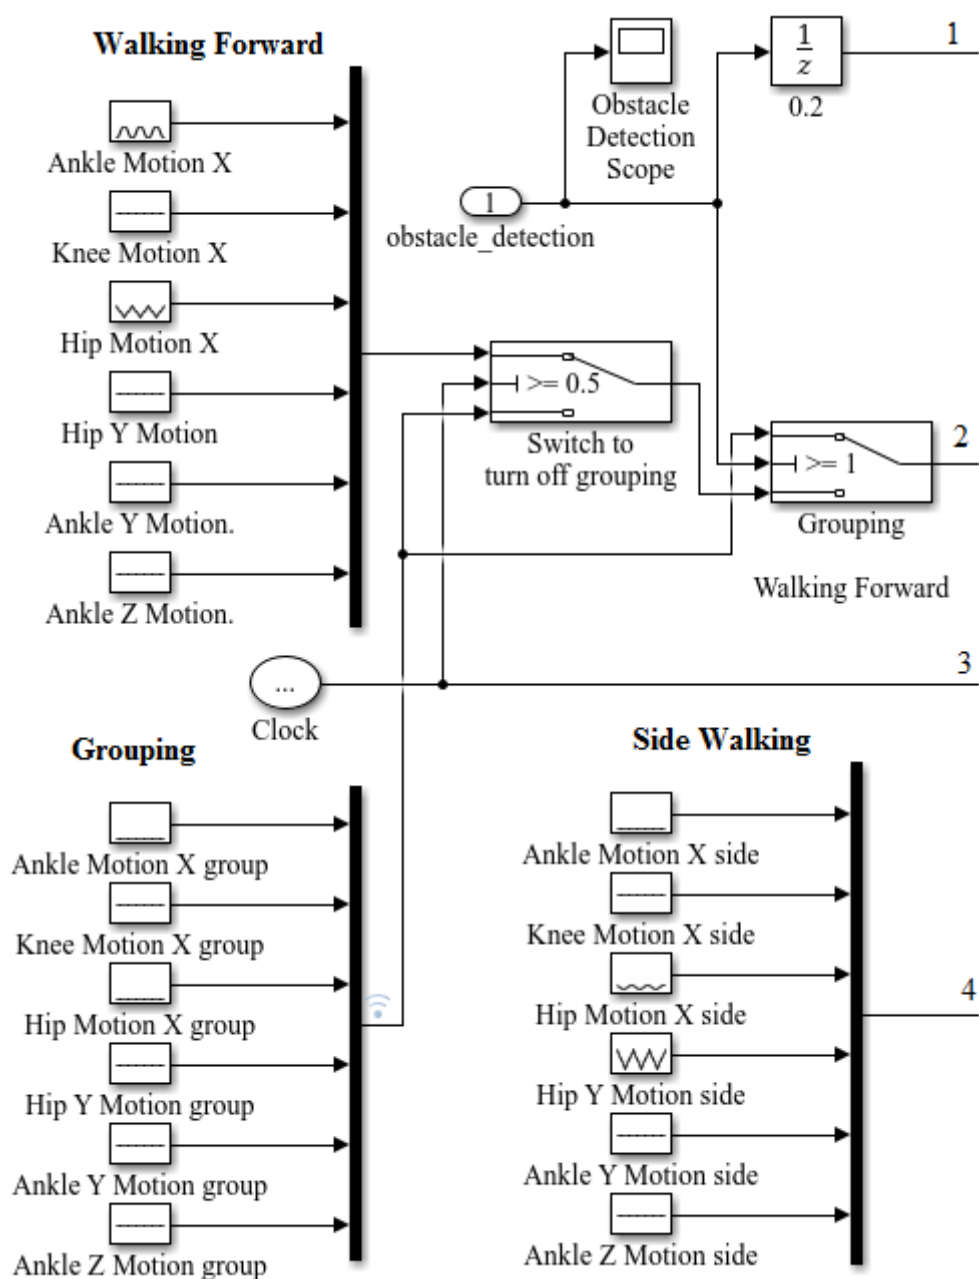 Walking Forward
Ankle Motion X
Knee Motion X
Hip Motion X
Hip Y Motion
Ankle Y Motion.
Ankle Z Motion.
Obstacle
Detection
Scope
1
z
0.2
1
1
obstacle_detection
>= 0.5
Switch to
turn off grouping
>= 1
Grouping
2
Walking Forward
...
Clock
3
Grouping
Ankle Motion X group
Knee Motion X group
Hip Motion X group
Hip Y Motion group
Ankle Y Motion group
Ankle Z Motion group
Side Walking
Ankle Motion X side
Knee Motion X side
Hip Motion X side
Hip Y Motion side
Ankle Y Motion side
Ankle Z Motion side
4